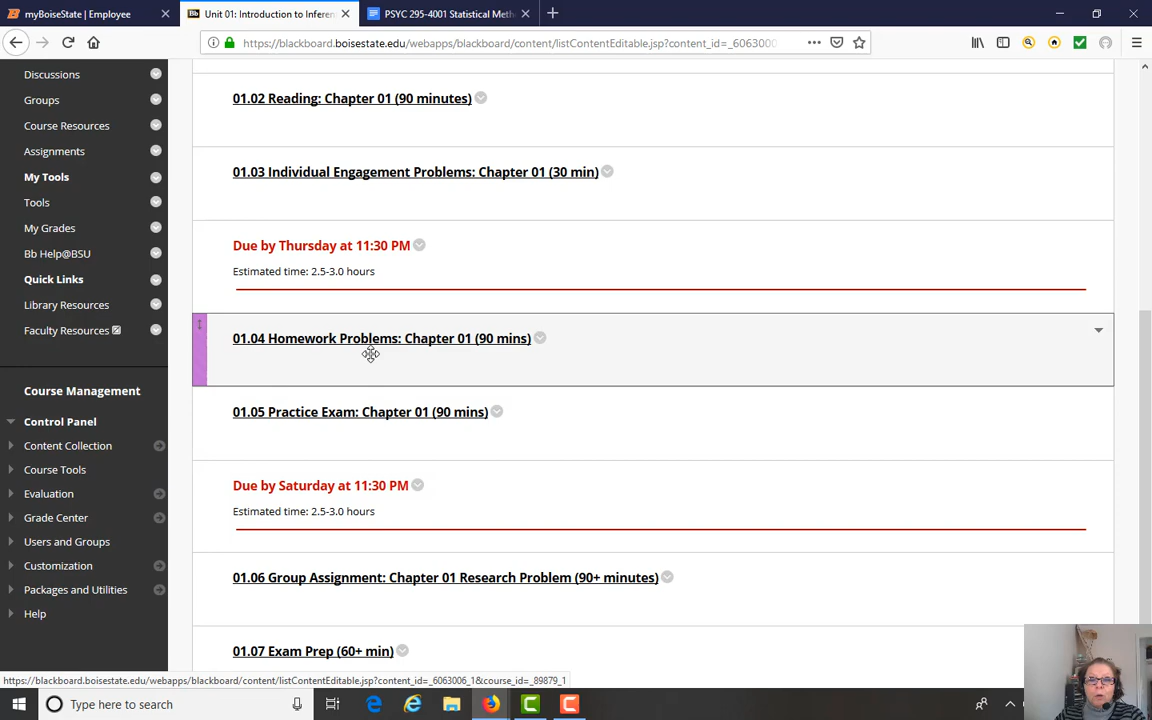 myBoiseState | Employee
Unit 01: Introduction to Inferen
PSYC 295-4001 Statistical Meth
https://blackboard.boisestate.edu/webapps/blackboard/content/listContentEditable.jsp?content_id=_606300
Discussions
Groups
Course Resources
Assignments
My Tools
Tools
My Grades
Bb Help@BSU
Quick Links
Library Resources
Faculty Resources
Course Management
Control Panel
Content Collection
Course Tools
Evaluation
Grade Center
Users and Groups
Customization
Packages and Utilities
Help
01.02 Reading: Chapter 01 (90 minutes)
01.03 Individual Engagement Problems: Chapter 01 (30 min)
Due by Thursday at 11:30 PM
Estimated time: 2.5-3.0 hours
01.04 Homework Problems: Chapter 01 (90 mins)
01.05 Practice Exam: Chapter 01 (90 mins)
Due by Saturday at 11:30 PM
Estimated time: 2.5-3.0 hours
01.06 Group Assignment: Chapter 01 Research Problem (90+ minutes)
01.07 Exam Prep (60+ min)
https://blackboard.boisestate.edu/webapps/blackboard/content/listContentEditable.jsp?content_id=_6063006_1&course_id=_89879_1
Type here to search